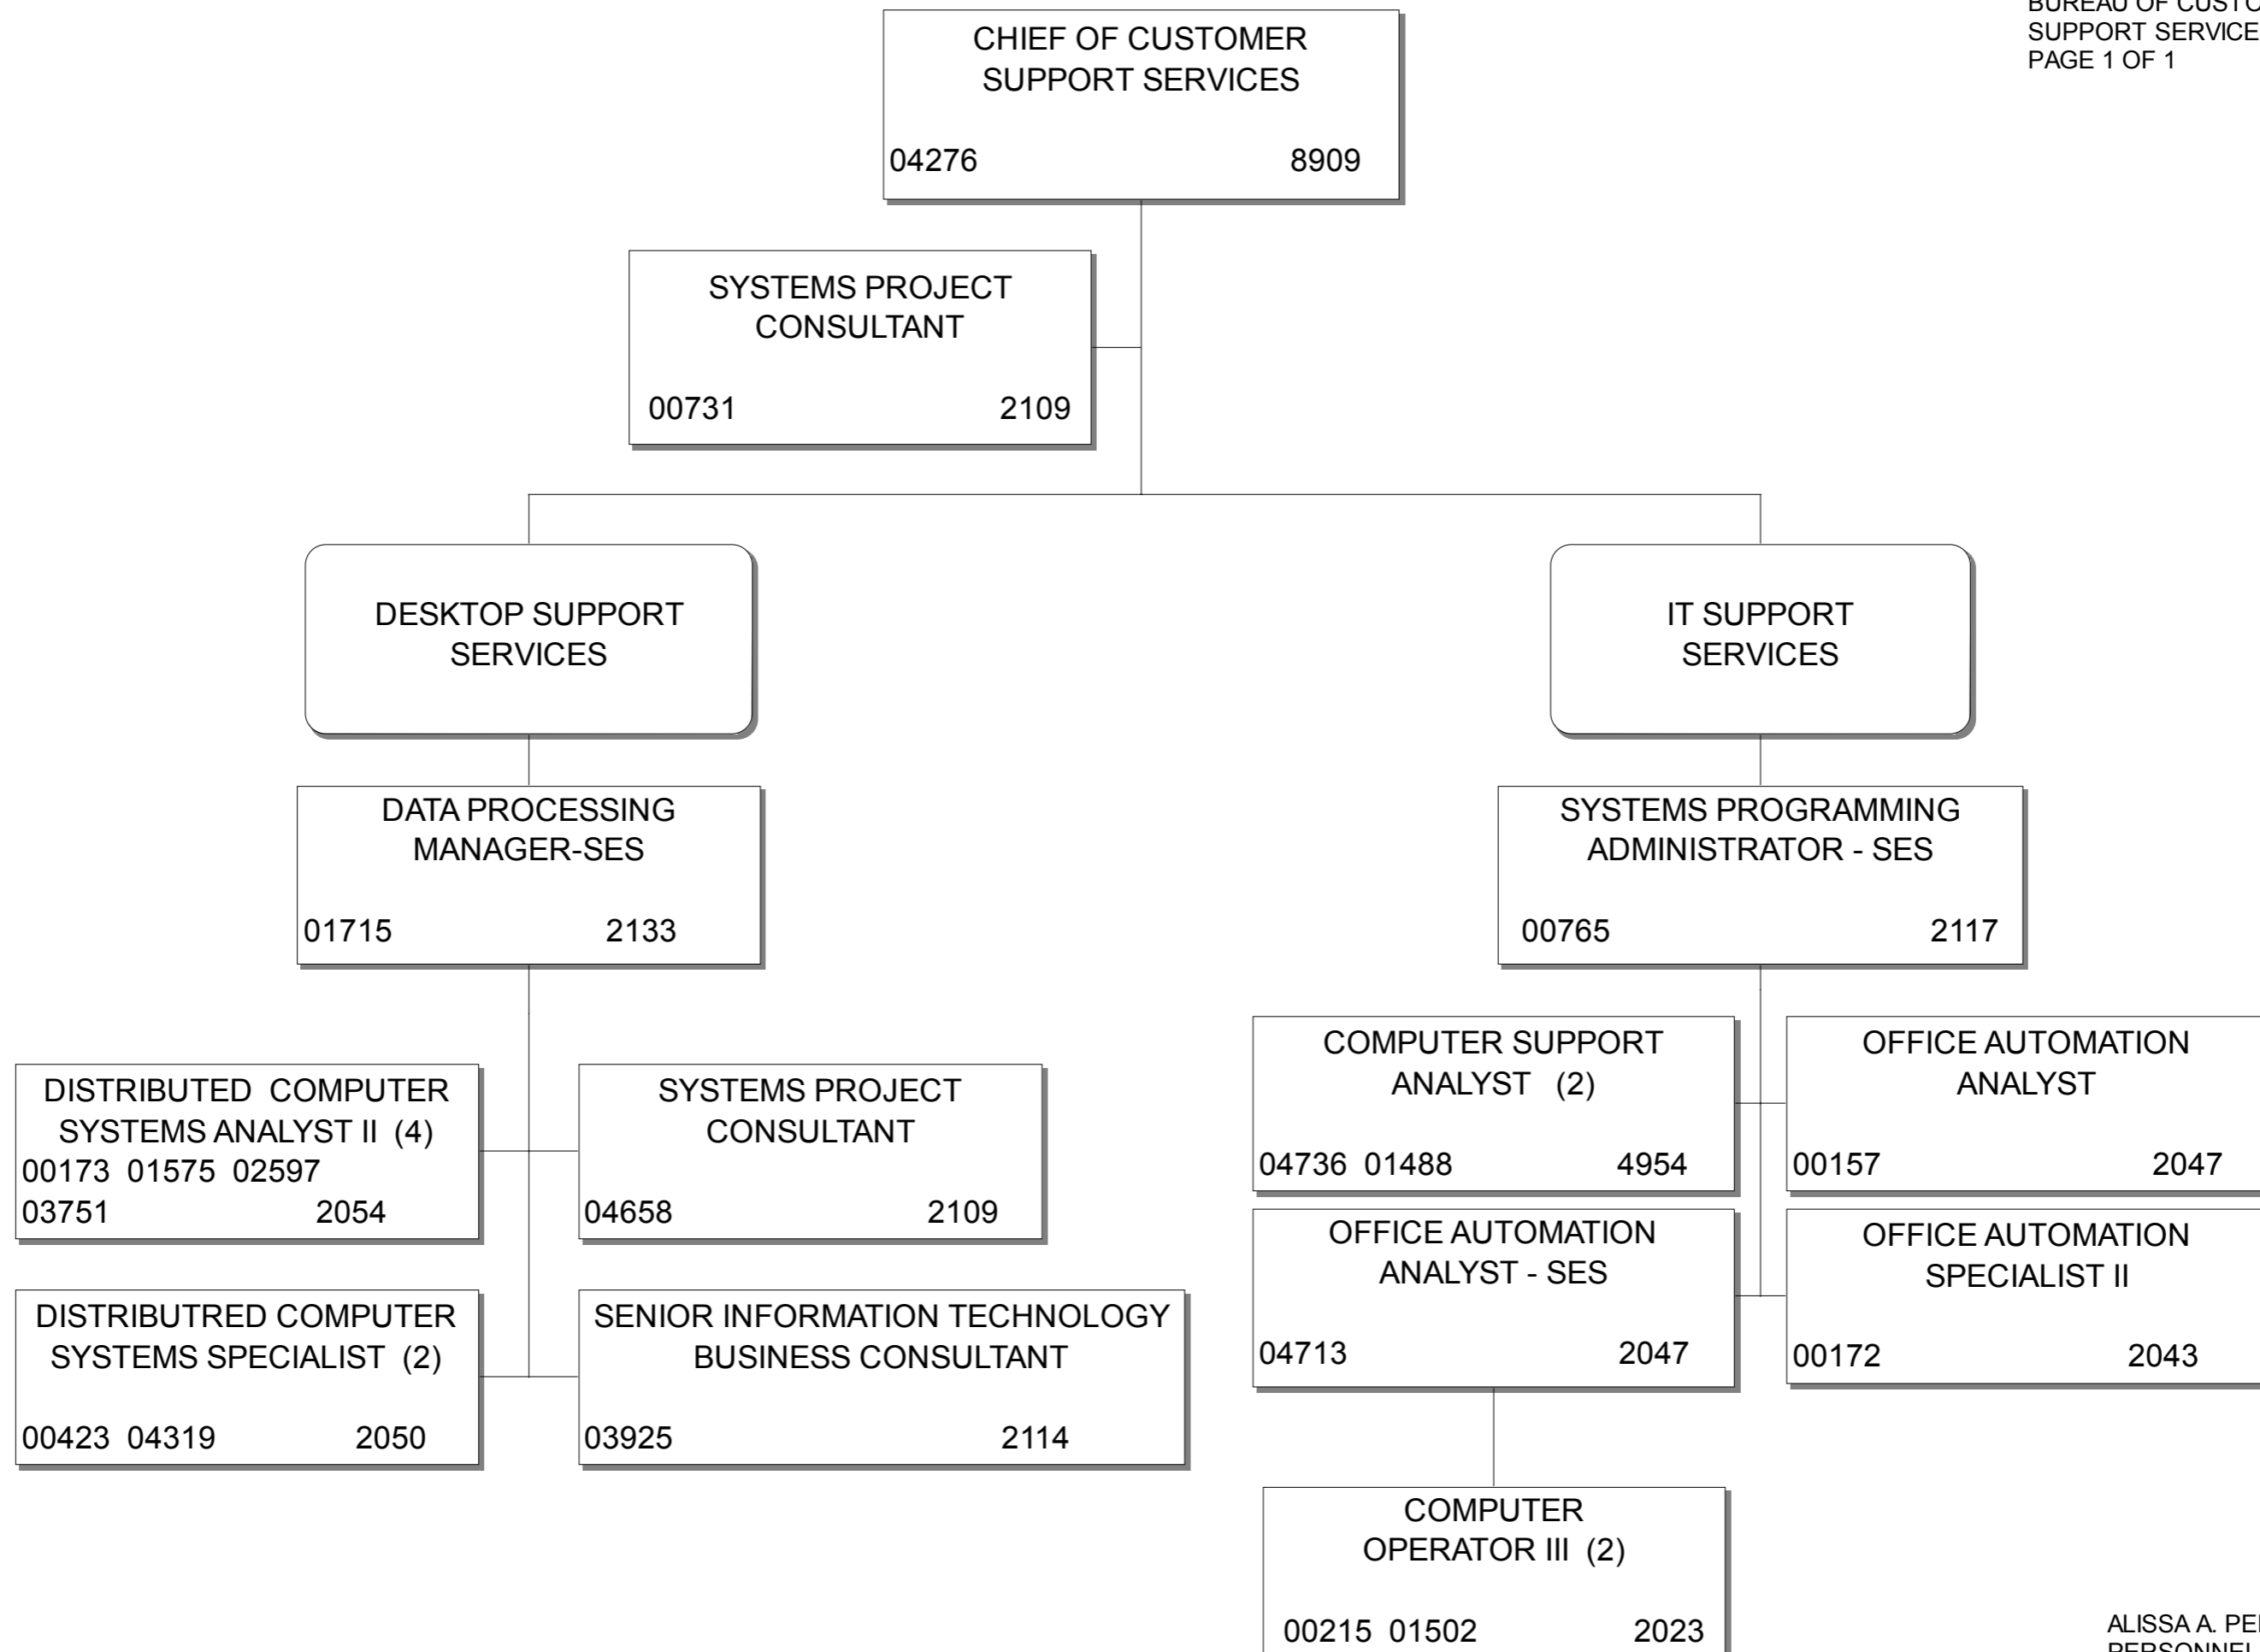 BUREAU OF
SUPPORT
PAGE 1 OF 1
CHIEF OF CUSTOMER
SUPPORT SERVICES
04276 8909
SYSTEMS PROJECT
CONSULTANT
00731 2109
DESKTOP SUPPORT
SERVICES
IT SUPPORT
SERVICES
DATA PROCESSING
MANAGER-SES
01715 2133
SYSTEMS PROGRAMMING
ADMINISTRATOR - SES
00765 2117
DISTRIBUTED COMPUTER
SYSTEMS ANALYST II (4)
00173 01575 02597
03751 2054
SYSTEMS PROJECT
CONSULTANT
04658 2109
DISTRIBUTRED COMPUTER
SYSTEMS SPECIALIST (2)
00423 04319 2050
SENIOR INFORMATION TECHNOLOGY
BUSINESS CONSULTANT
03925 2114
COMPUTER SUPPORT
ANALYST (2)
04736 01488 4954
OFFICE AUTOMATION
ANALYST
00157 2047
OFFICE AUTOMATION
ANALYST - SES
04713 2047
OFFICE AUTOMATION
SPECIALIST II
00172 2043
COMPUTER
OPERATOR III (2)
00215 01502 2023
ALISSA A.